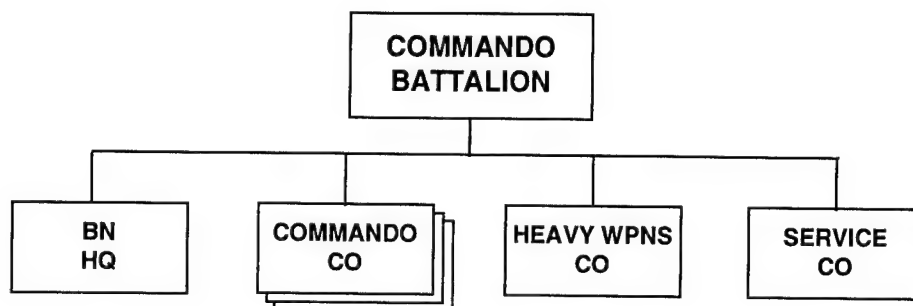 COMMANDO
BATTALION
BN
HQ
COMMANDO
CO
HEAVY WPNS
CO
SERVICE
CO